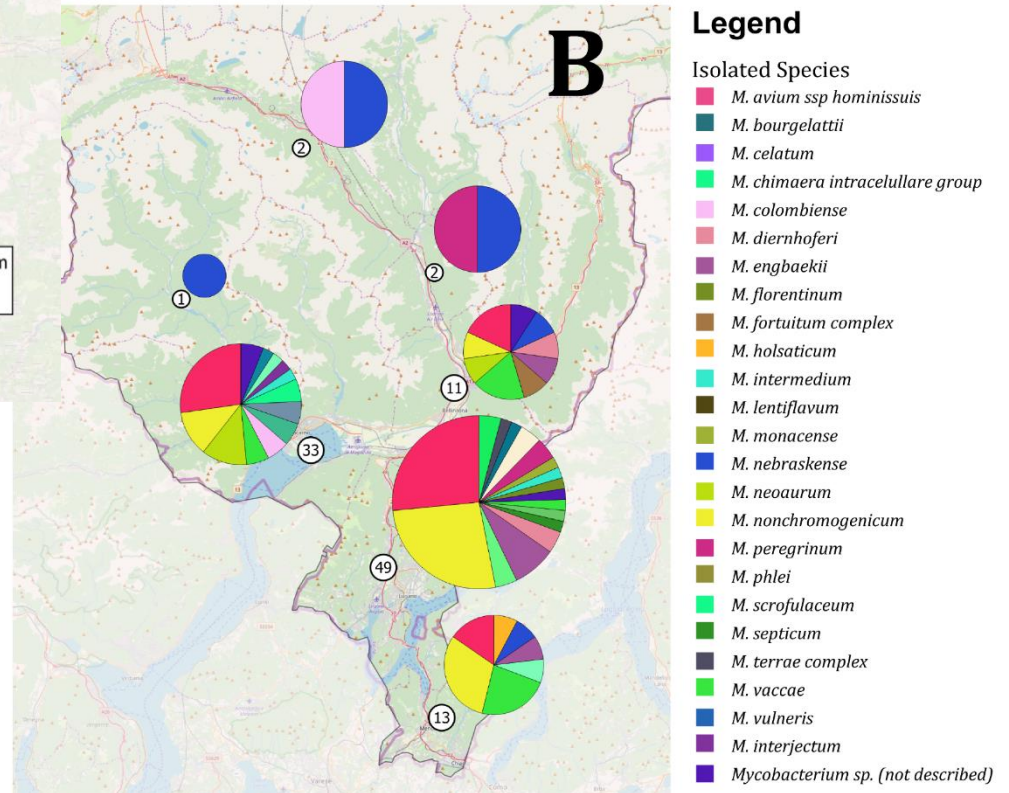 B
2
2
1
11
33
49
13
m
Legend
Isolated Species
M. avium ssp hominissuis
M. bourgelattii
M. celatum
M. chimaera intracelullare group
M. colombiense
M. diernhoferi
M. engbaekii
M. florentinum
M. fortuitum complex
M. holsaticum
M. intermedium
M. lentiflavum
M. monacense
M. nebraskense
M. neoaurum
M. nonchromogenicum
M. peregrinum
M. phlei
M. scrofulaceum
M. septicum
M. terrae complex
M. vaccae
M. vulneris
M. interjectum
Mycobacterium sp. (not described)